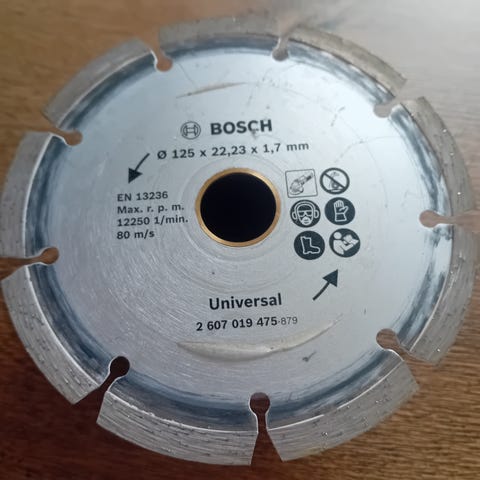 BOSCH
Ø 125 x 22,23 x 1,7 mm
EN 13236
Max. r. p. m.
12250 1/min.
80 m/s
Universal
2 607 019 475-879